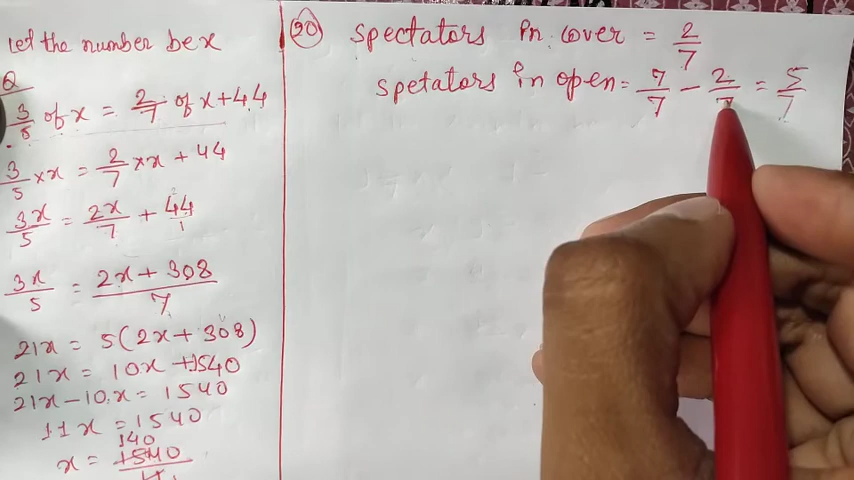 Let the number be x
Q
3/5 of x = 2/7 of x + 44
3/5 × x = 2/7 × x + 44
3x/5 = 2x/7 + 44/1
3x/5 = 2x + 308/7
21x = 5(2x + 308)
21x = 10x + 1540
21x - 10x = 1540
11x = 1540
140
x = 1540/11
20) Spectators in cover = 2/7
Spetators in open = 7/7 - 2/7 = 5/7